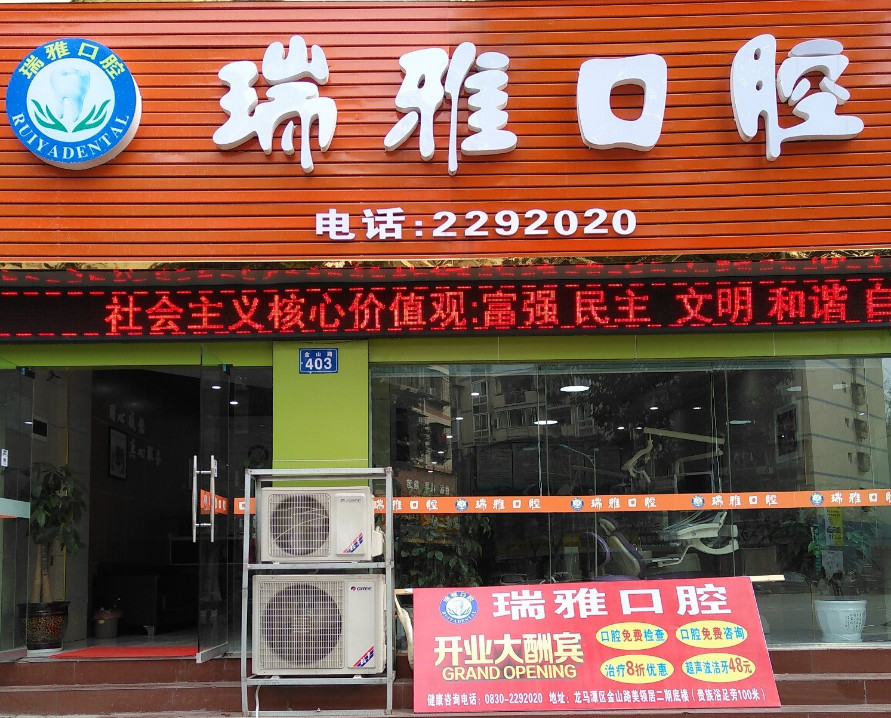 瑞雅口腔
RUIYADENTAL
瑞雅口腔
电话:2292020
社会主义核心价值观:富强 民主 文明 和谐 自
金山路
403
瑞雅口腔 瑞雅口腔 瑞雅口腔 瑞雅口腔
GREE
瑞雅口腔
开业大酬宾
GRAND OPENING
口腔免费检查
口腔免费咨询
治疗8折优惠
超声波洁牙48元
健康咨询电话: 0830-2292020 地址: 龙马潭区金山路美领居二期底楼 (贵族浴足旁100米)